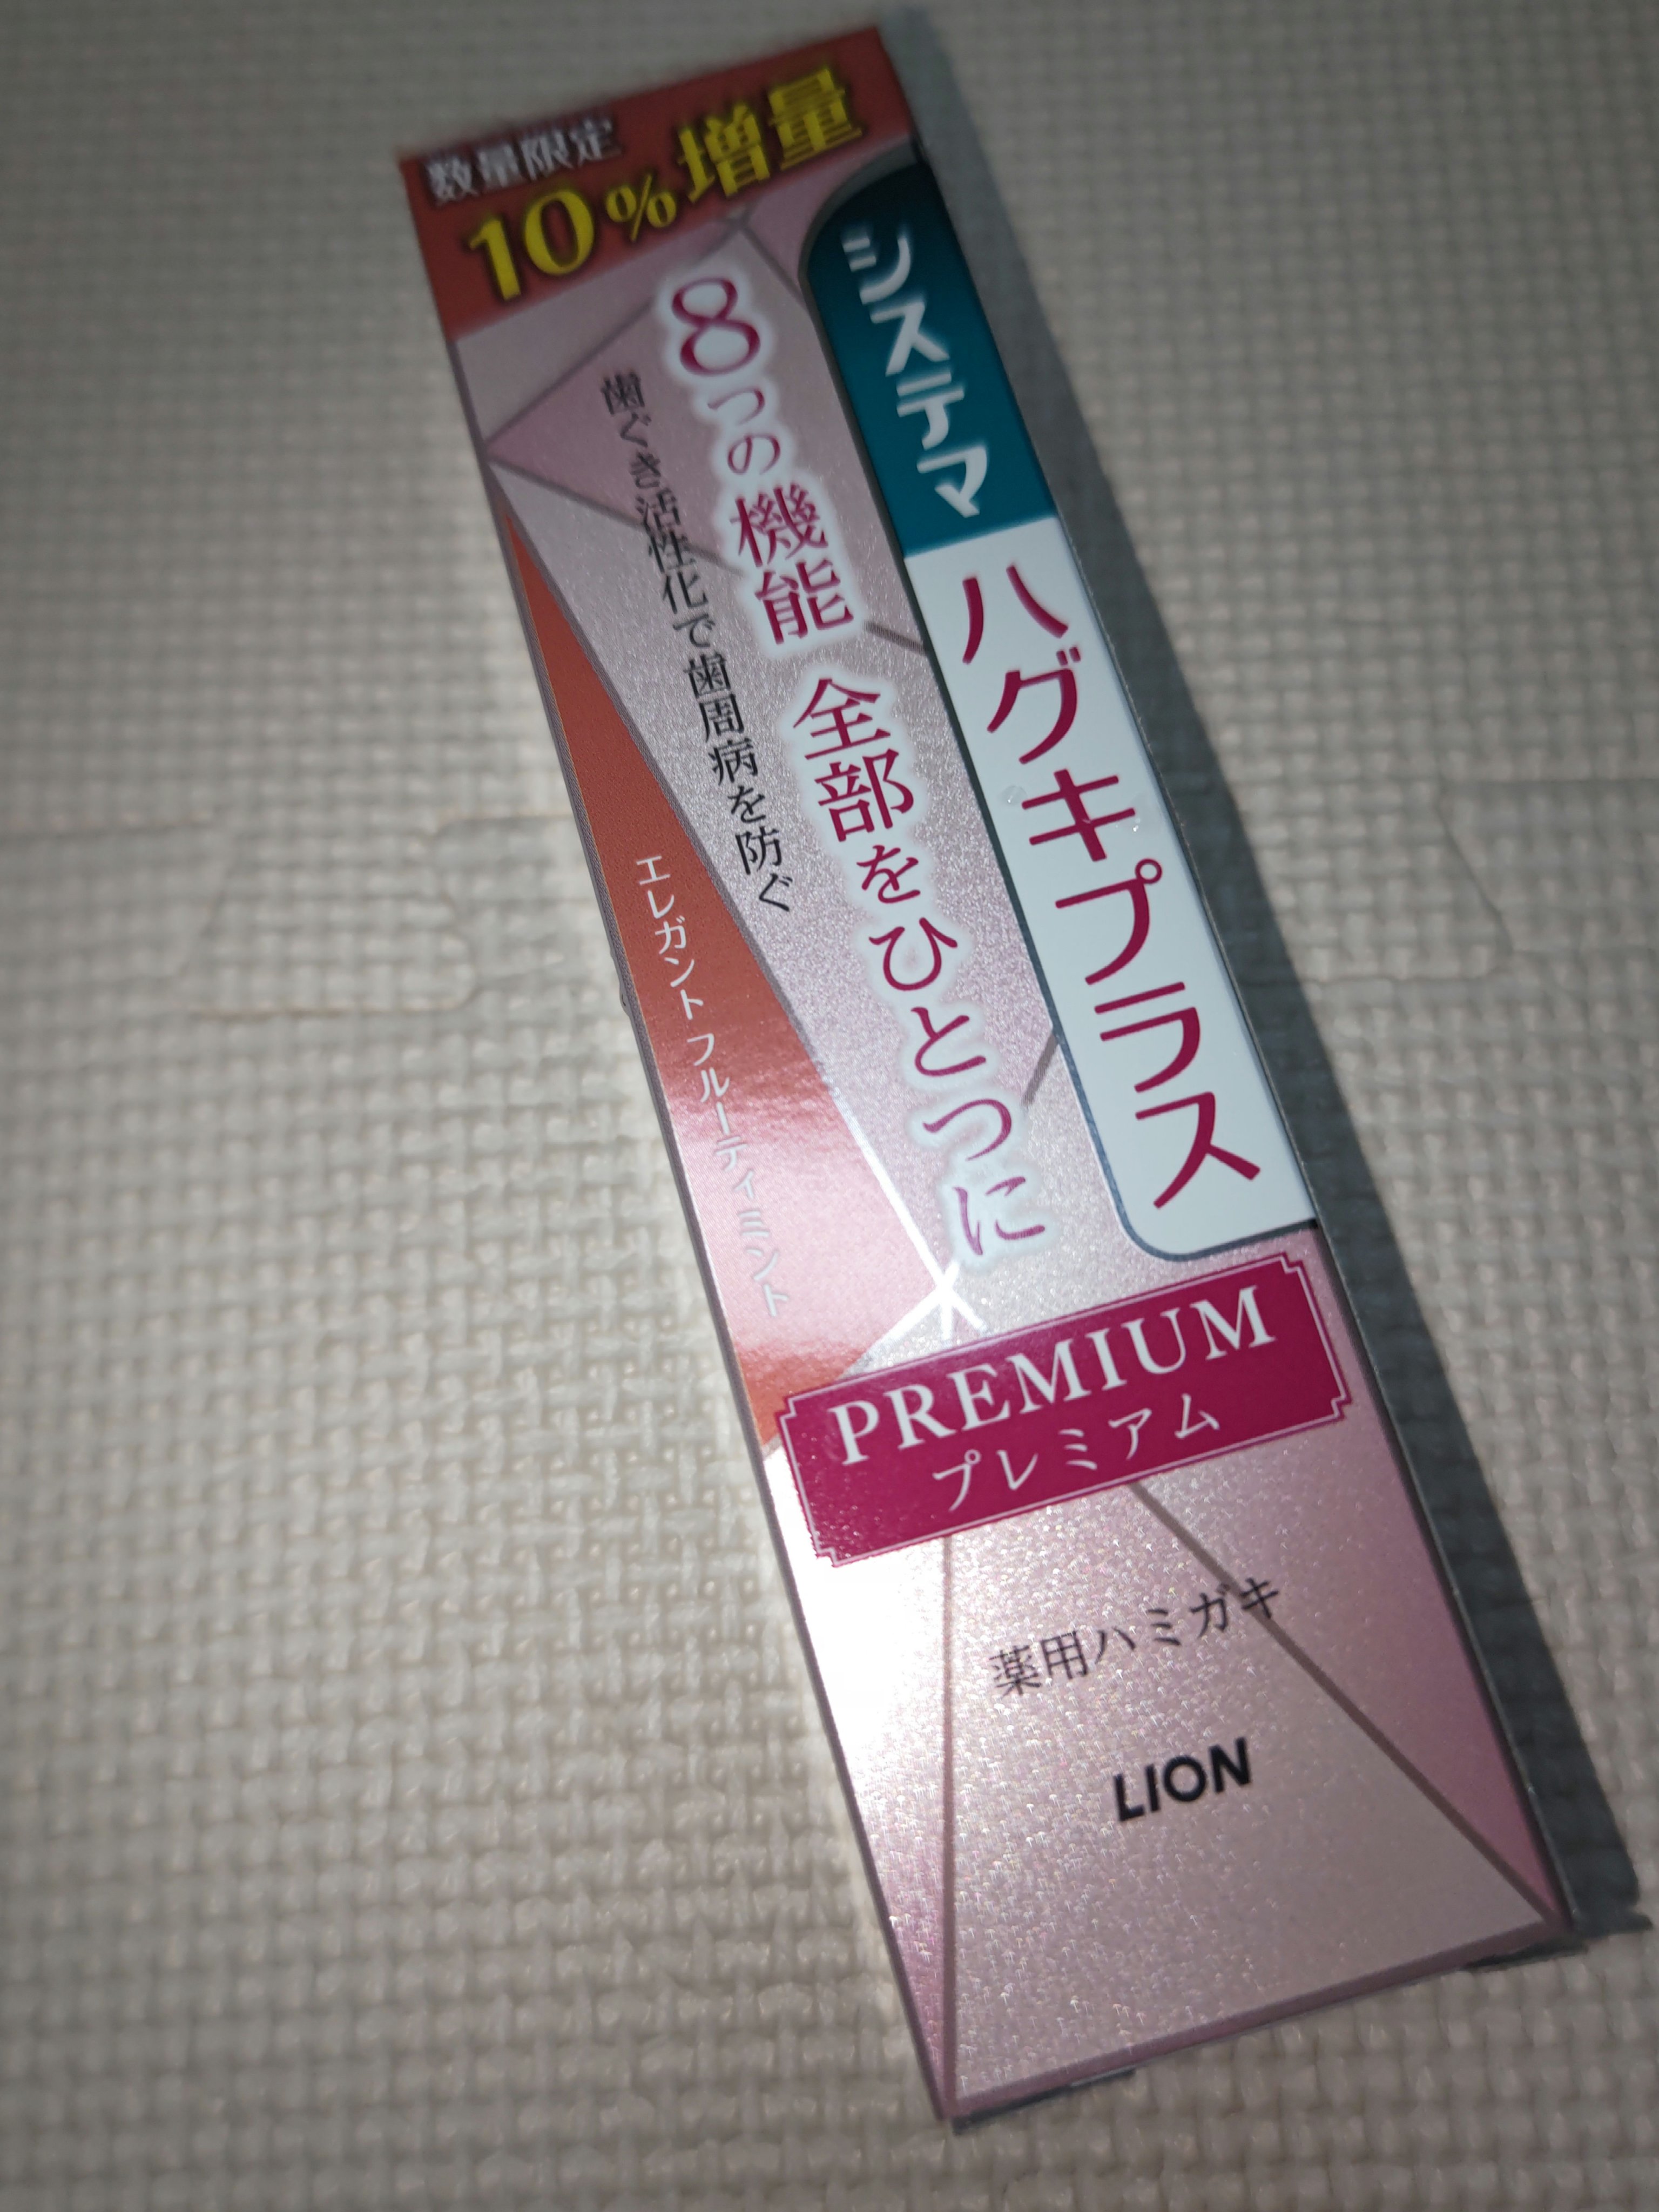 数量限定
10%増量
システマ
ハグキプラス
8つの機能 全部をひとつに
歯ぐき活性化で歯周病を防ぐ
エレガント フルーティミント
PREMIUM
プレミアム
薬用ハミガキ
LION